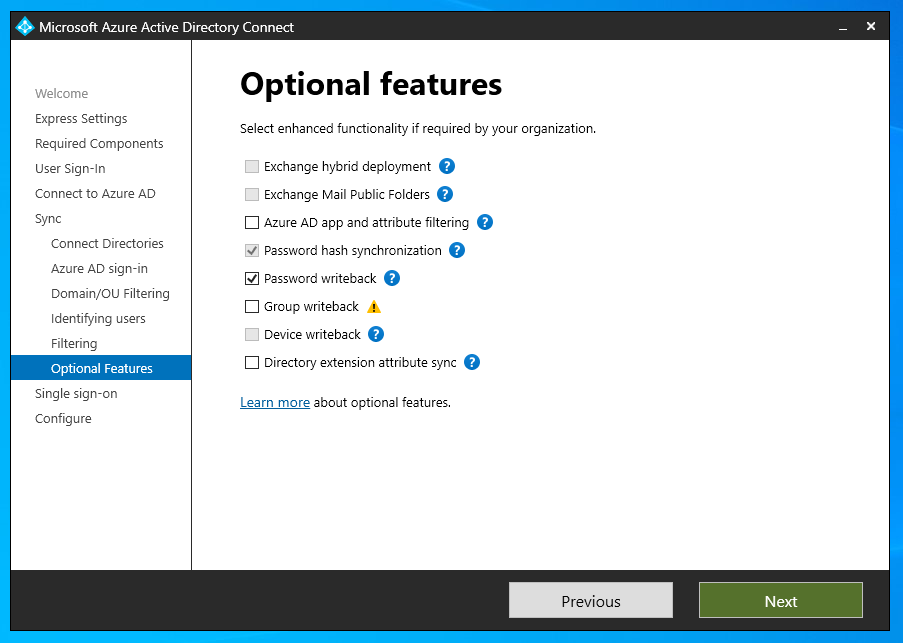 Microsoft Azure Active Directory Connect
Welcome
Express Settings
Required Components
User Sign-In
Connect to Azure AD
Sync
Connect Directories
Azure AD sign-in
Domain/OU Filtering
Identifying users
Filtering
Optional Features
Single sign-on
Configure
Optional features
Select enhanced functionality if required by your organization.
Exchange hybrid deployment ?
Exchange Mail Public Folders ?
Azure AD app and attribute filtering ?
Password hash synchronization ?
Password writeback ?
Group writeback
Device writeback ?
Directory extension attribute sync ?
Learn more about optional features.
Previous
Next